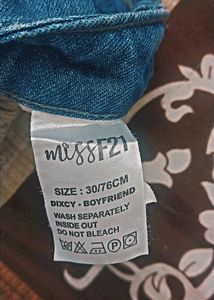 missF21
SIZE : 30/76CM
DIXCY - BOYFRIEND
WASH SEPARATELY
INSIDE OUT
DO NOT BLEACH